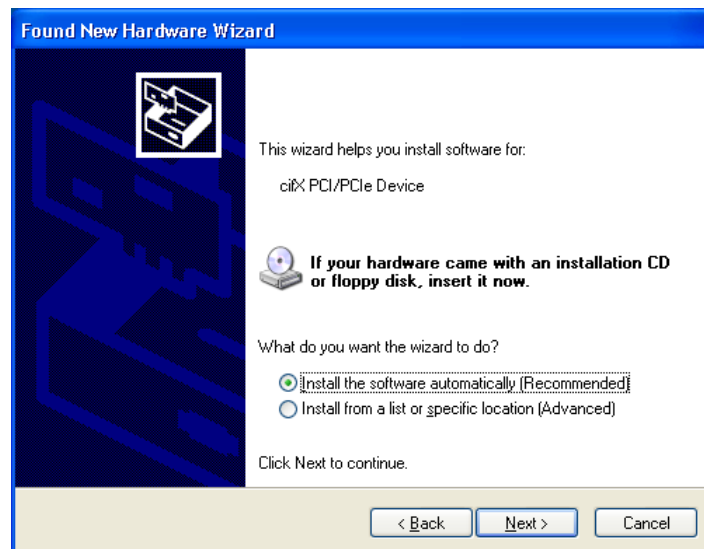 Found New Hardware Wizard
This wizard helps you install software for:
cifX PCI/PCIe Device
If your hardware came with an installation CD
or floppy disk, insert it now.
What do you want the wizard to do?
Install the software automatically (Recommended)
Install from a list or specific location (Advanced)
Click Next to continue.
< Back Next > Cancel